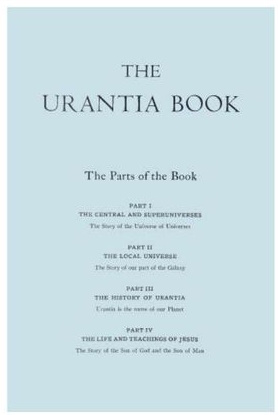 THE
URANTIA BOOK
The Parts of the Book
PART I
THE CENTRAL AND SUPERUNIVERSES
The Story of the Universe of Universes
PART II
THE LOCAL UNIVERSE
The Story of our part of the Galaxy
PART III
THE HISTORY OF URANTIA
Urantia is the name of our Planet
PART IV
THE LIFE AND TEACHINGS OF JESUS
The Story of the Son of God and the Son of Man